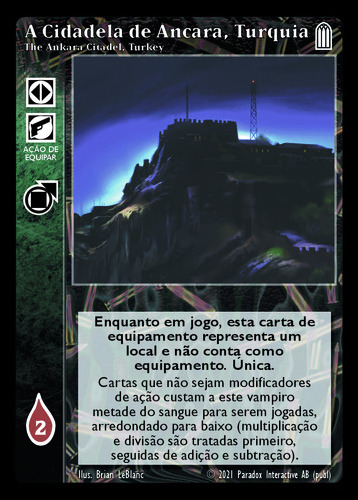 A Cidadela de Ancara, Turquia
The Ankara Citadel, Turkey
AÇÃO DE
EQUIPAR
Enquanto em jogo, esta carta de
equipamento representa um
local e não conta como
equipamento. Única.
Cartas que não sejam modificadores
de ação custam a este vampiro
metade do sangue para serem jogadas,
arredondado para baixo (multiplicação
e divisão são tratadas primeiro,
seguidas de adição e subtração).
2
Ilus. Brian LeBlanc © 2021 Paradox Interactive AB (publ)